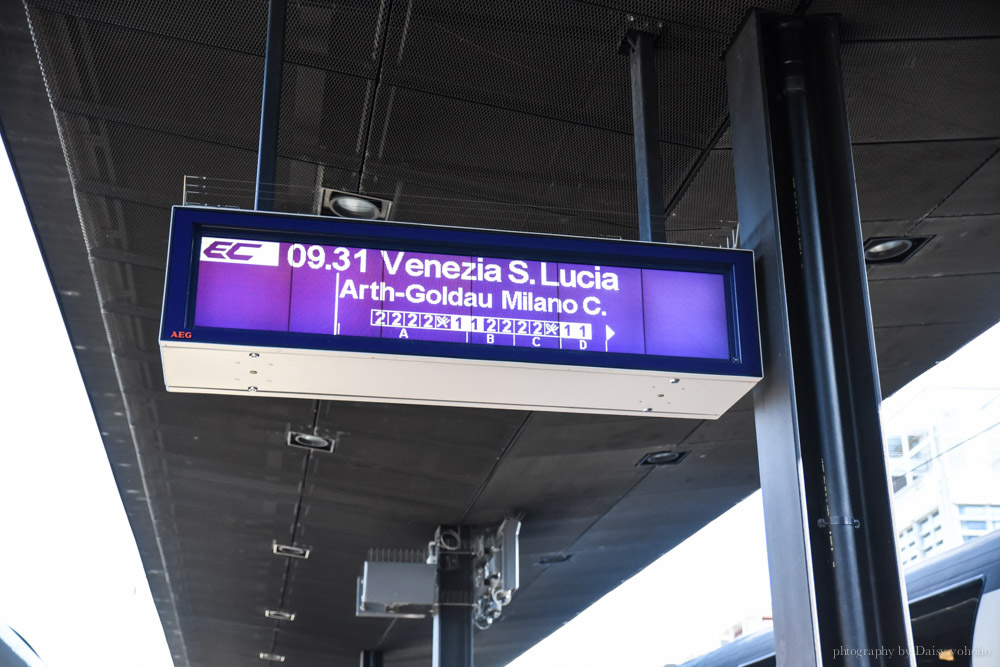 EC 09.31 Venezia S. Lucia
Arth-Goldau Milano C.
2 2 2 2 1 1 2 2 2 2 1 1
A B C D
AEG
photography by Daisyyohoho